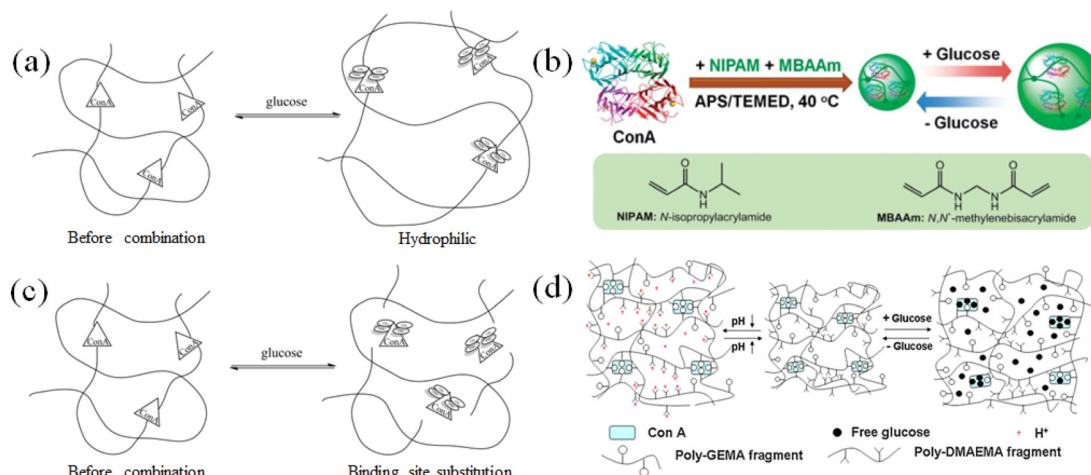 (a)
ConA
ConA
ConA
Before combination
glucose
ConA
ConA
ConA
Hydrophilic
(b)
ConA
+ NIPAM + MBAAm
APS/TEMED, 40 °C
+ Glucose
- Glucose
O
N
H
NIPAM: N-isopropylacrylamide
O
N
H
N
H
O
MBAAm: N,N`-methylenebisacrylamide
(c)
ConA
ConA
ConA
Before combination
glucose
ConA
ConA
ConA
Binding site substitution
(d)
pH ↓
pH ↑
+ Glucose
- Glucose
Con A
Free glucose
H+
Poly-GEMA fragment
Poly-DMAEMA fragment